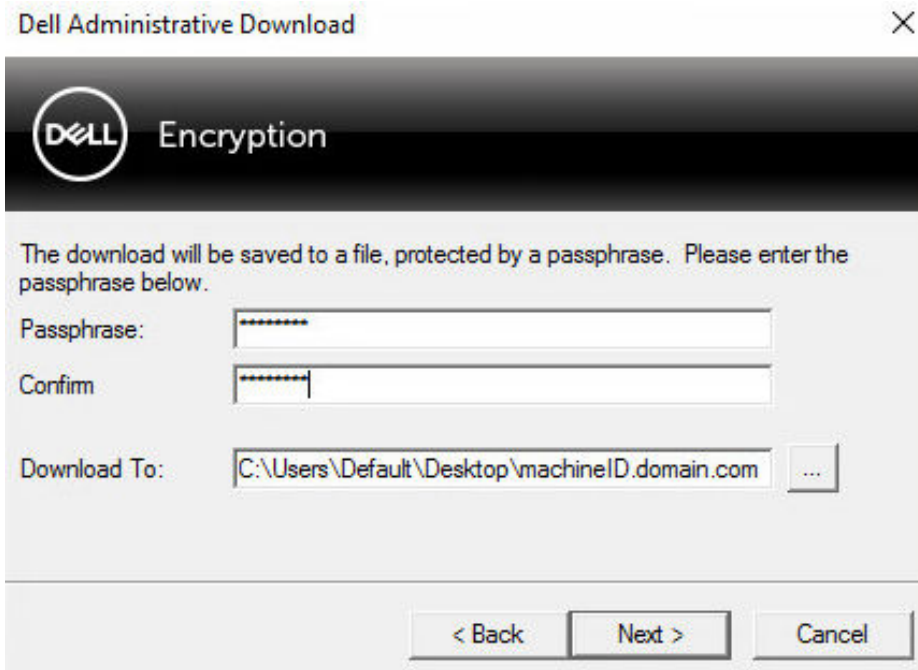 Dell Administrative Download
DELL Encryption
The download will be saved to a file, protected by a passphrase. Please enter the
passphrase below.
Passphrase: ********
Confirm ********
Download To: C:\Users\Default\Desktop\machineID.domain.com ...
< Back Next > Cancel